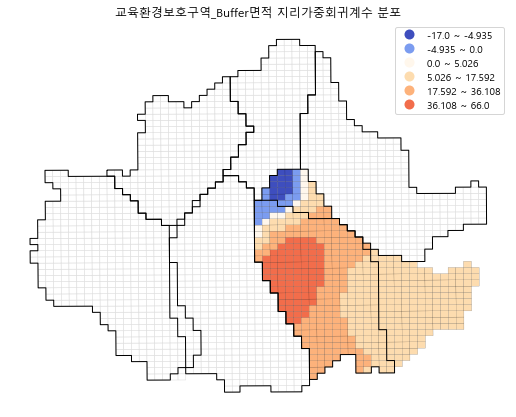 교육환경보호구역_Buffer면적 지리가중회귀계수 분포
-17.0 ~ -4.935
-4.935 ~ 0.0
0.0 ~ 5.026
5.026 ~ 17.592
17.592 ~ 36.108
36.108 ~ 66.0